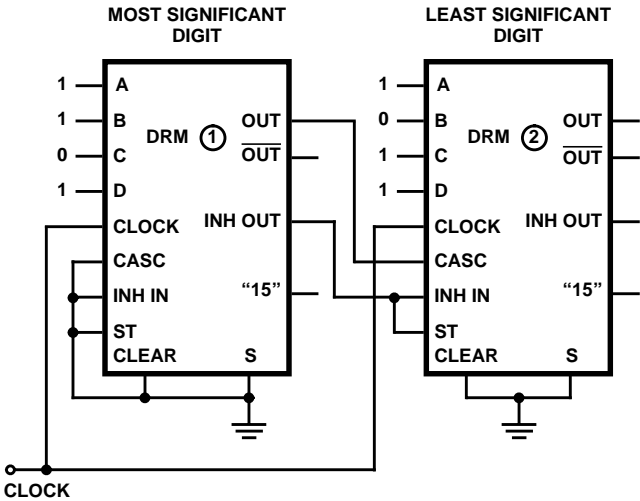 MOST SIGNIFICANT
DIGIT
1 A
1 B
0 C
1 D
DRM 1
OUT
OUT
CLOCK
INH OUT
CASC
INH IN
"15"
ST
CLEAR S
LEAST SIGNIFICANT
DIGIT
1 A
0 B
1 C
1 D
DRM 2
OUT
OUT
CLOCK
INH OUT
CASC
INH IN
"15"
ST
CLEAR S
CLOCK